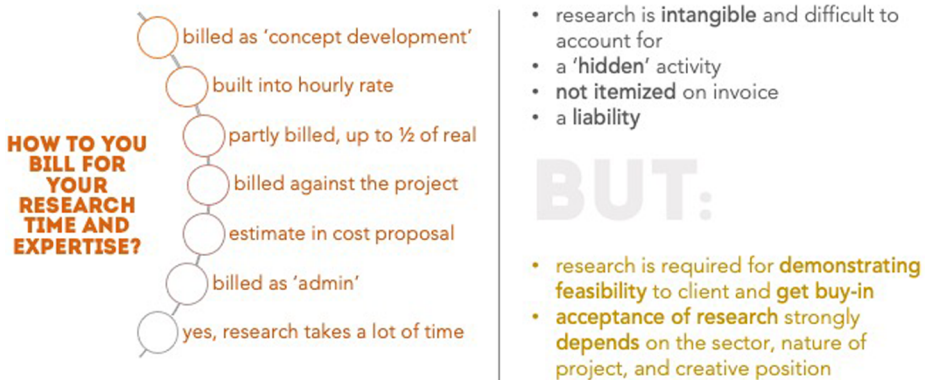 HOW TO YOU
BILL FOR
YOUR
RESEARCH
TIME AND
EXPERTISE?
billed as ‘concept development’
built into hourly rate
partly billed, up to ½ of real
billed against the project
estimate in cost proposal
billed as ‘admin’
yes, research takes a lot of time
• research is intangible and difficult to
account for
• a ‘hidden’ activity
• not itemized on invoice
• a liability
BUT:
• research is required for demonstrating
feasibility to client and get buy-in
• acceptance of research strongly
depends on the sector, nature of
project, and creative position